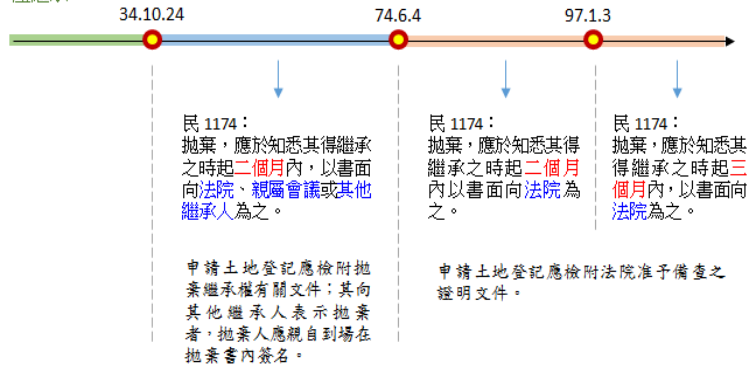 34.10.24
74.6.4
97.1.3
民 1174：
拋棄，應於知悉其得繼承
之時起二個月內，以書面
向法院、親屬會議或其他
繼承人為之。
民 1174：
拋棄，應於知悉其得
繼承之時起二個月
內以書面向法院為
之。
民 1174：
拋棄，應於知悉其
得繼承之時起三
個月內，以書面向
法院為之。
申請土地登記應檢附拋
棄繼承權有關文件；其向
其他繼承人表示拋棄
者，拋棄人應親自到場在
拋棄書內簽名。
申請土地登記應檢附法院准予備查之
證明文件。